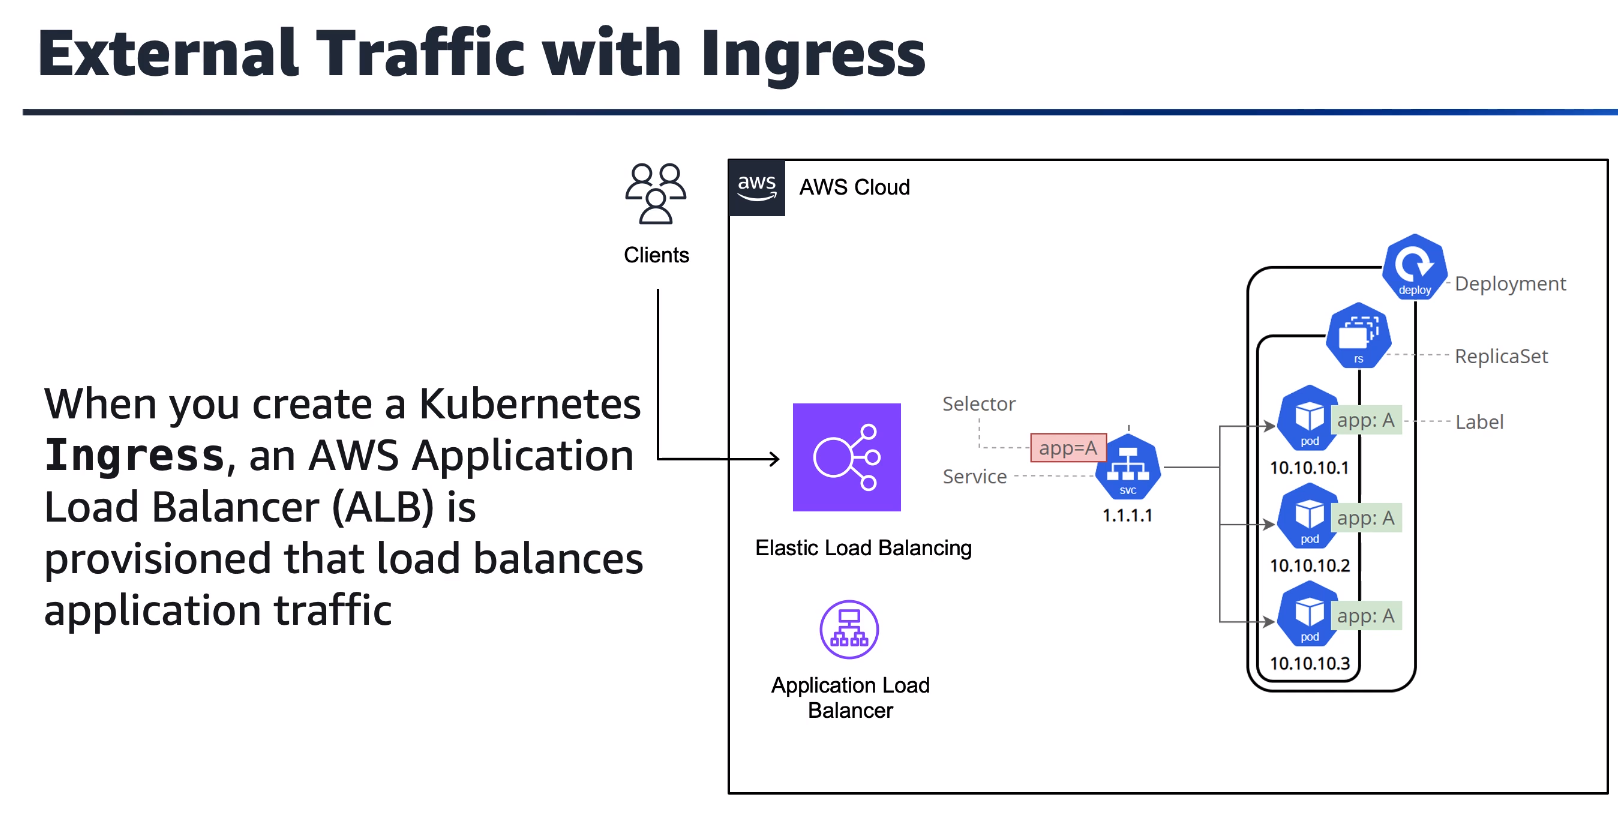 External Traffic with Ingress
When you create a Kubernetes
Ingress, an AWS Application
Load Balancer (ALB) is
provisioned that load balances
application traffic
Clients
aws
AWS Cloud
Elastic Load Balancing
Application Load
Balancer
Selector
app=A
Service
svc
1.1.1.1
deploy
Deployment
rs
ReplicaSet
pod
app: A
Label
10.10.10.1
pod
app: A
10.10.10.2
pod
app: A
10.10.10.3